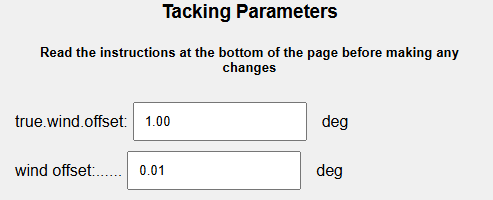 Tacking Parameters
Read the instructions at the bottom of the page before making any
changes
true.wind.offset: 1.00 deg
wind offset:...... 0.01 deg